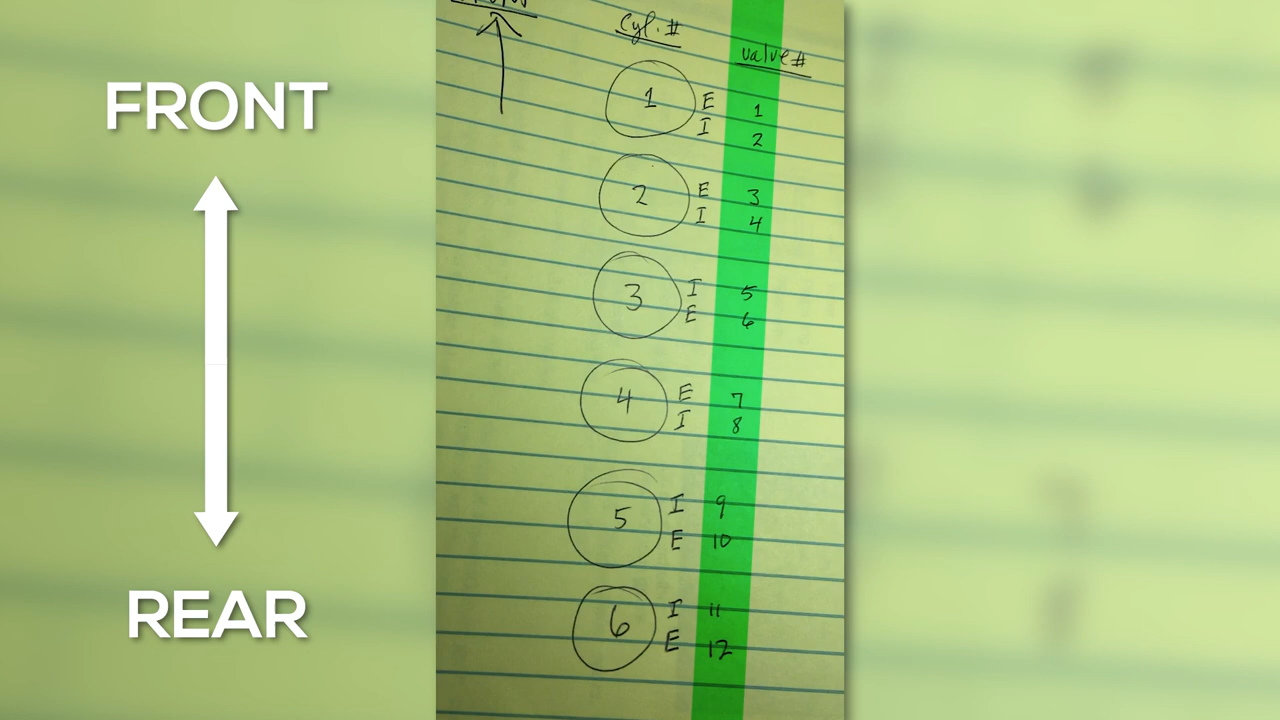 FRONT
REAR
Cyl. #
valve #
1 E 1
I 2
2 E 3
I 4
3 I 5
E 6
4 E 7
I 8
5 I 9
E 10
6 I 11
E 12